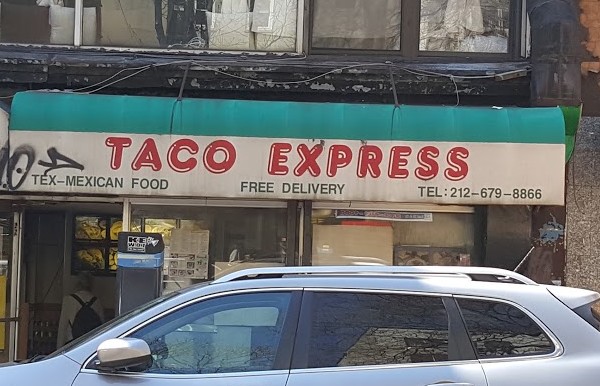 TACO EXPRESS
TEX-MEXICAN FOOD FREE DELIVERY TEL: 212-679-8866